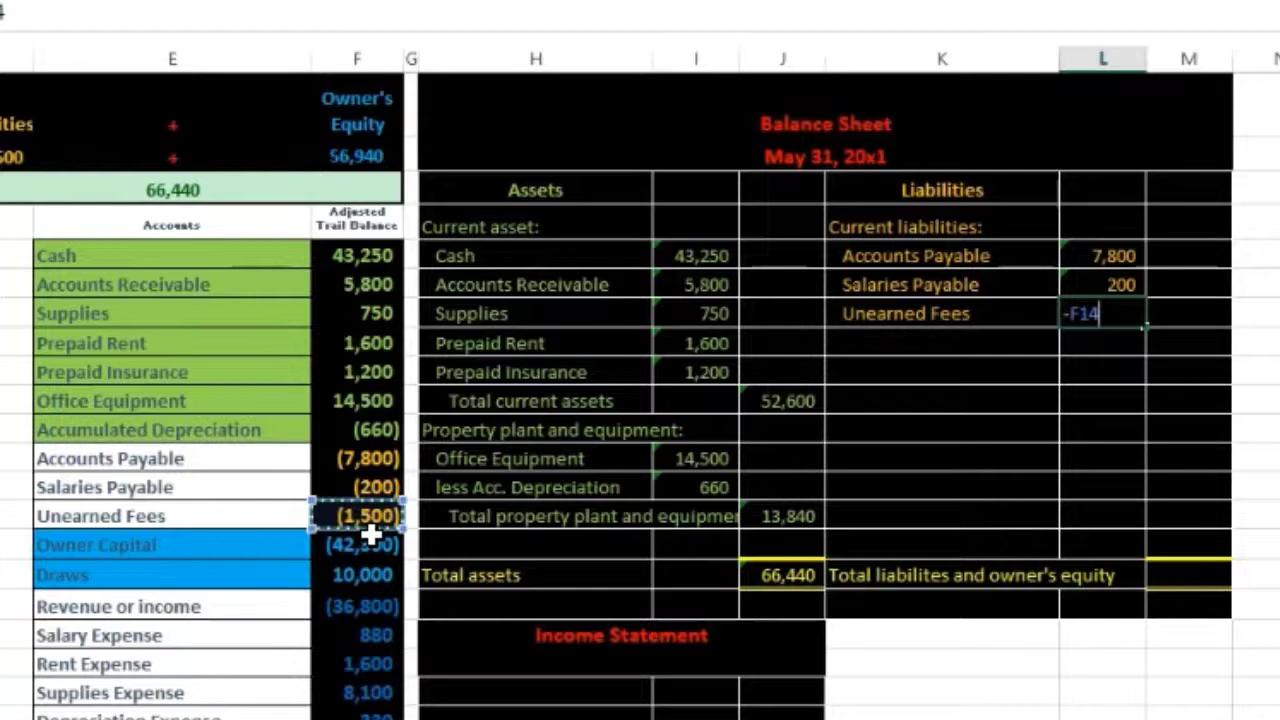 4
E F G H I J K L M N
Owner's
ities + Equity Balance Sheet
500 + 56,940 May 31, 20x1
66,440 Assets Liabilities
Accounts Adjusted Trail Balance Current asset: Current liabilities:
Cash 43,250 Cash 43,250 Accounts Payable 7,800
Accounts Receivable 5,800 Accounts Receivable 5,800 Salaries Payable 200
Supplies 750 Supplies 750 Unearned Fees -F14
Prepaid Rent 1,600 Prepaid Rent 1,600
Prepaid Insurance 1,200 Prepaid Insurance 1,200
Office Equipment 14,500 Total current assets 52,600
Accumulated Depreciation (660) Property plant and equipment:
Accounts Payable (7,800) Office Equipment 14,500
Salaries Payable (200) less Acc. Depreciation 660
Unearned Fees (1,500) Total property plant and equipmer 13,840
Owner Capital
Draws 10,000 Total assets 66,440 Total liabilites and owner's equity
Revenue or income (36,800)
Salary Expense 880 Income Statement
Rent Expense 1,600
Supplies Expense 8,100
Depreciation Expense